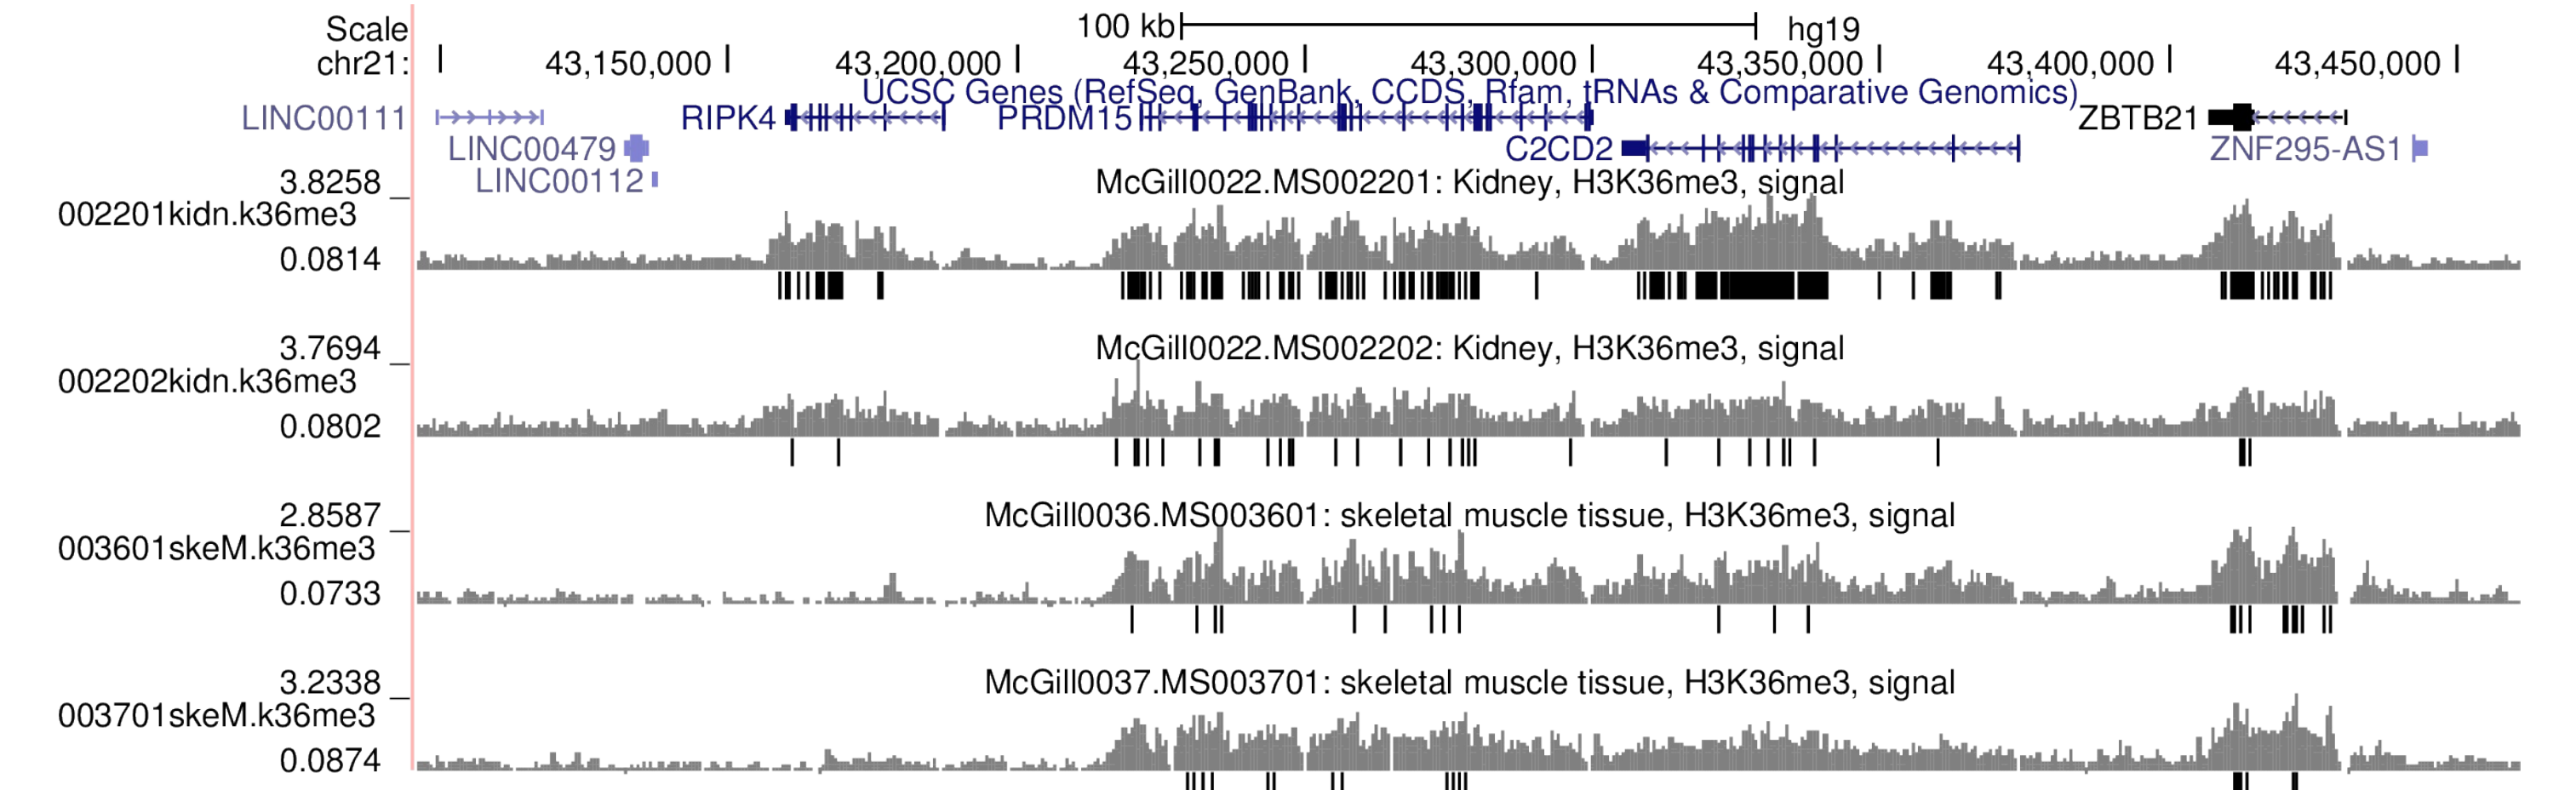 Scale 100 kb hg19
chr21: 43,150,000 43,200,000 43,250,000 43,300,000 43,350,000 43,400,000 43,450,000
UCSC Genes (RefSeq, GenBank, CCDS, Rfam, tRNAs & Comparative Genomics)
LINC00111 RIPK4 PRDM15 ZBTB21
LINC00479 C2CD2 ZNF295-AS1
LINC00112
3.8258 McGill0022.MS002201: Kidney, H3K36me3, signal
002201kidn.k36me3
0.0814
3.7694 McGill0022.MS002202: Kidney, H3K36me3, signal
002202kidn.k36me3
0.0802
2.8587 McGill0036.MS003601: skeletal muscle tissue, H3K36me3, signal
003601skeM.k36me3
0.0733
3.2338 McGill0037.MS003701: skeletal muscle tissue, H3K36me3, signal
003701skeM.k36me3
0.0874